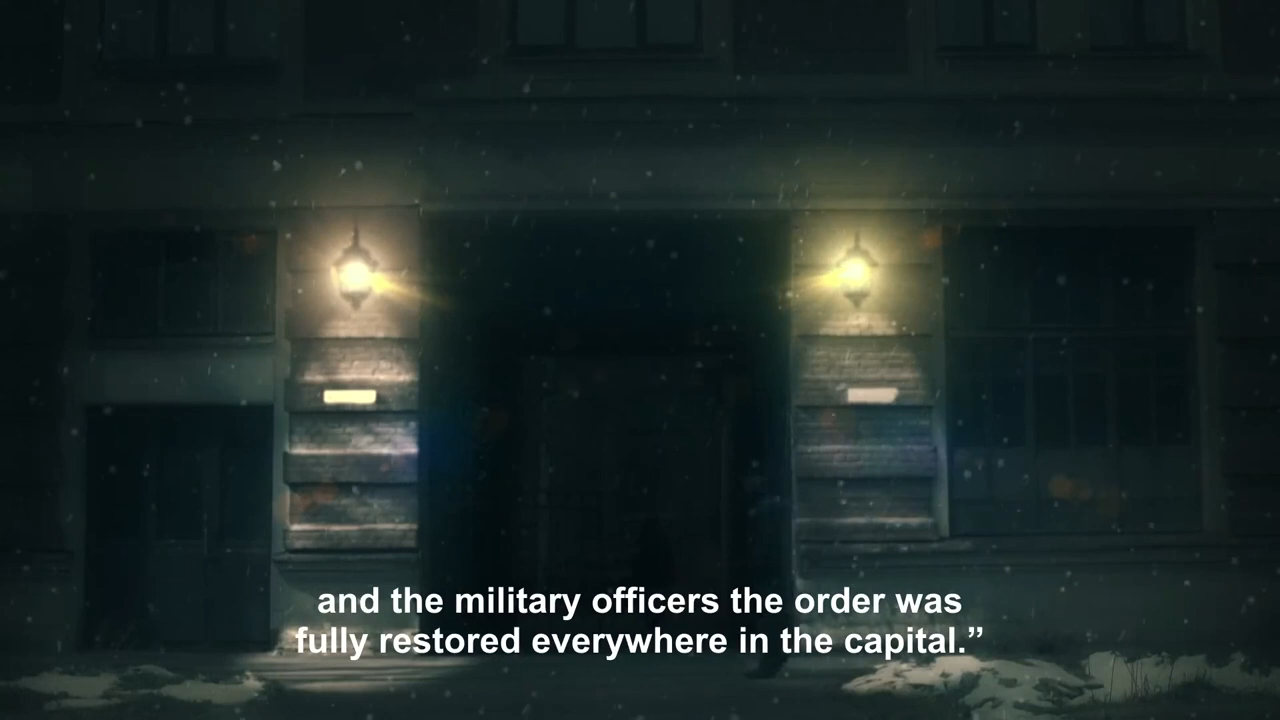 and the military officers the order was
fully restored everywhere in the capital.”